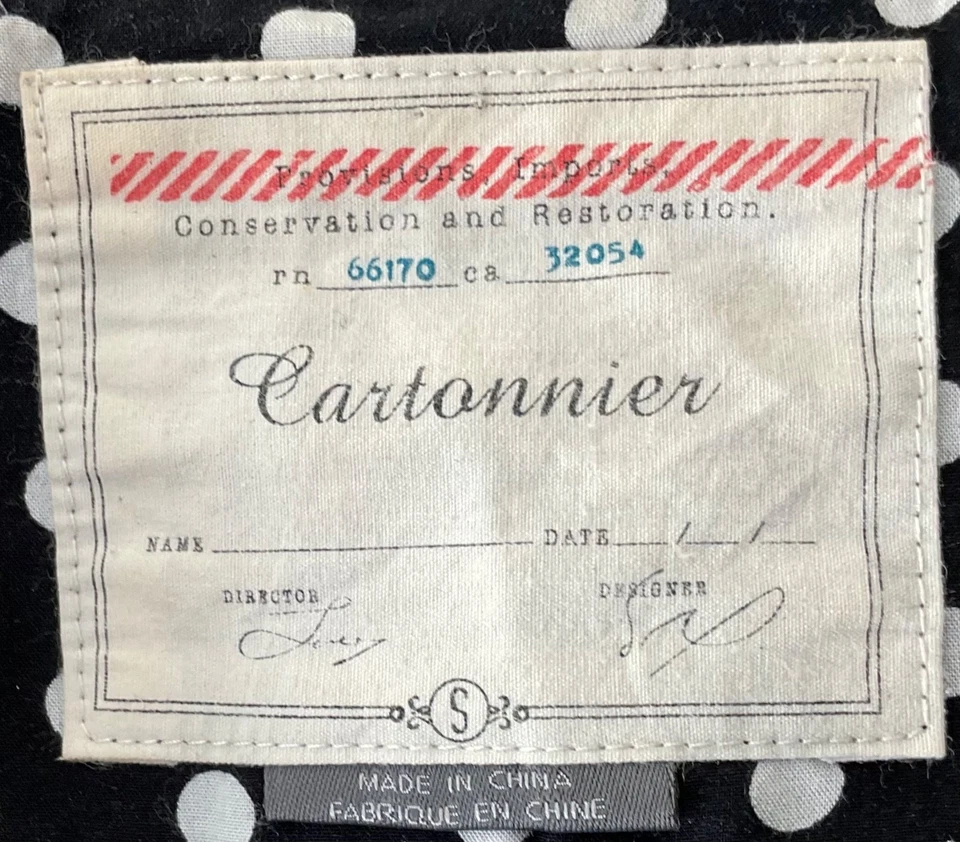 Provisions, Imports,
Conservation and Restoration.
rn 66170 ca 32054
Cartonnier
NAME DATE / /
DIRECTOR DESIGNER
S
MADE IN CHINA
FABRIQUE EN CHINE